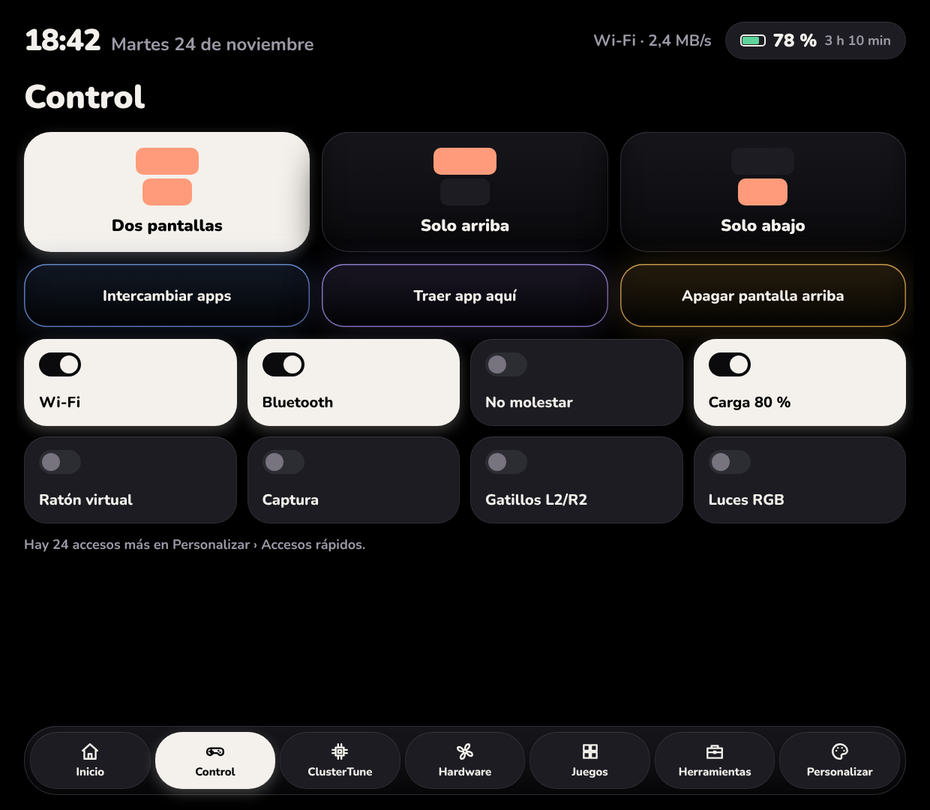 18:42 Martes 24 de noviembre
Wi-Fi · 2,4 MB/s
78 % 3 h 10 min
Control
Dos pantallas
Solo arriba
Solo abajo
Intercambiar apps
Traer app aquí
Apagar pantalla arriba
Wi-Fi
Bluetooth
No molestar
Carga 80 %
Ratón virtual
Captura
Gatillos L2/R2
Luces RGB
Hay 24 accesos más en Personalizar › Accesos rápidos.
Inicio
Control
ClusterTune
Hardware
Juegos
Herramientas
Personalizar